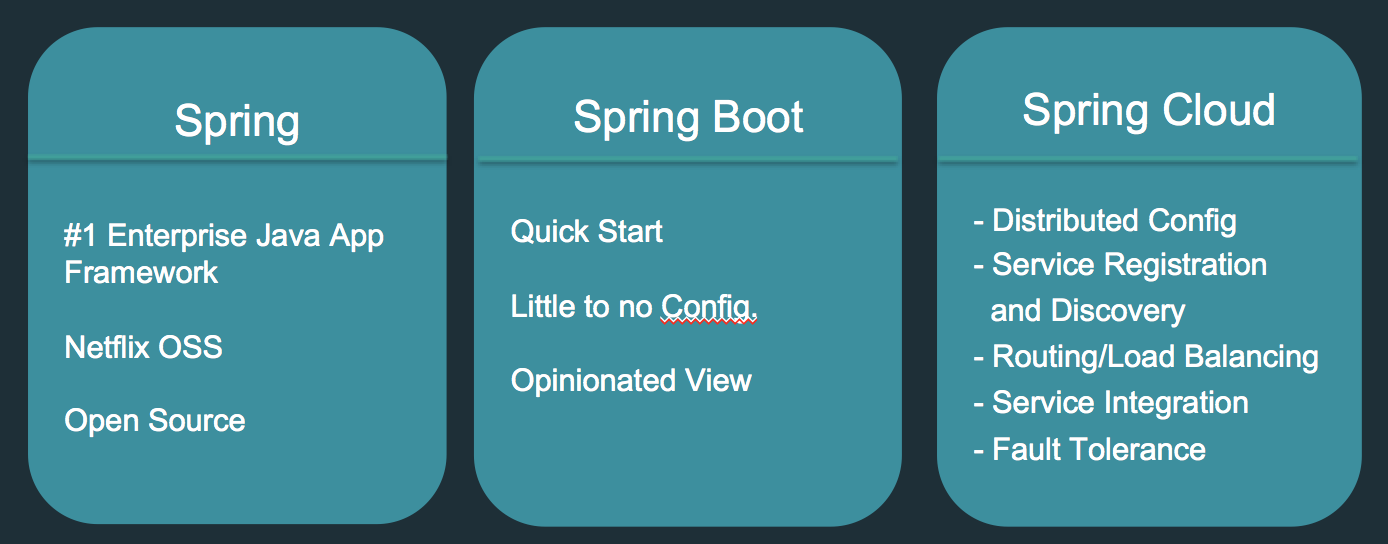 Spring
#1 Enterprise Java App
Framework
Netflix OSS
Open Source
Spring Boot
Quick Start
Little to no Config.
Opinionated View
Spring Cloud
- Distributed Config
- Service Registration
and Discovery
- Routing/Load Balancing
- Service Integration
- Fault Tolerance